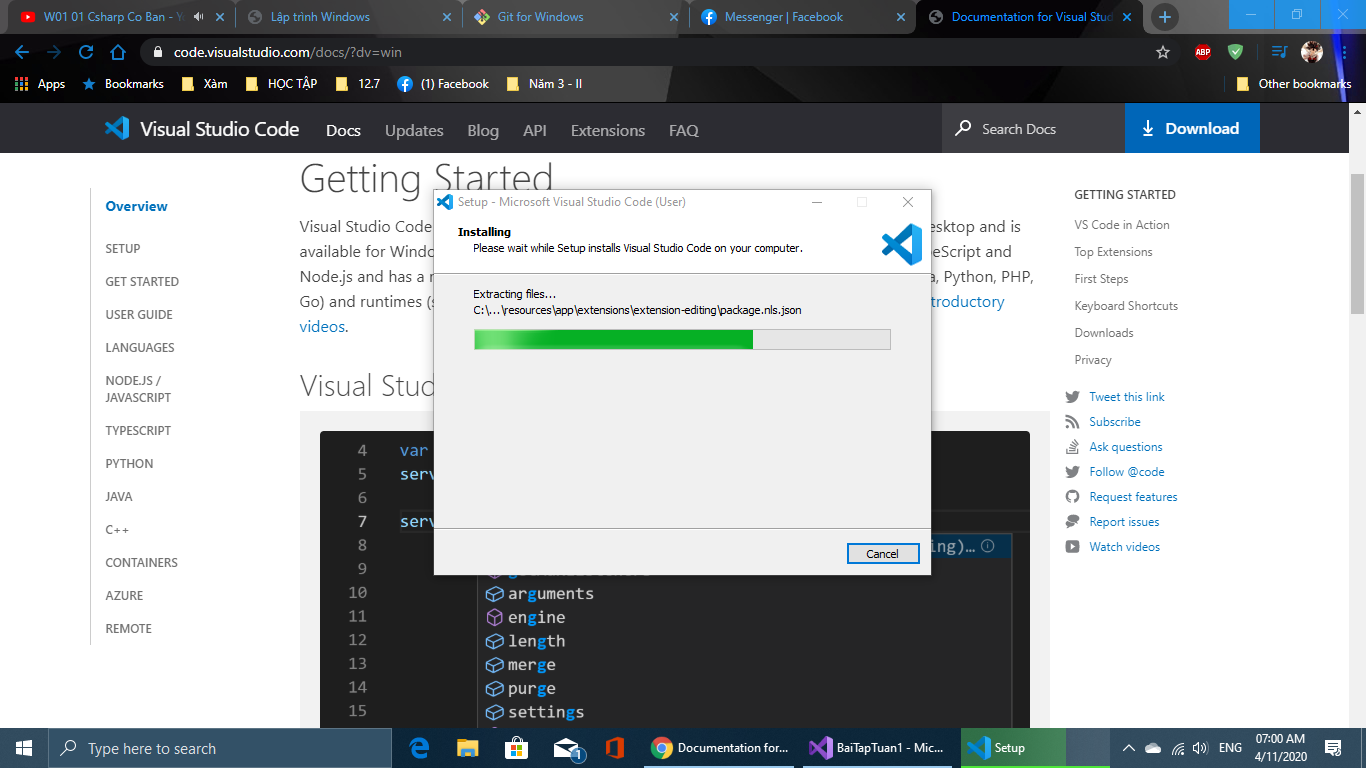 W01 01 Csharp Co Ban - Y
Lập trình Windows
Git for Windows
Messenger | Facebook
Documentation for Visual Stud
code.visualstudio.com/docs/?dv=win
ABP
Apps
Bookmarks
Xàm
HỌC TẬP
12.7
(1) Facebook
Năm 3 - II
Other bookmarks
Visual Studio Code
Docs
Updates
Blog
API
Extensions
FAQ
Search Docs
Download
Overview
SETUP
GET STARTED
USER GUIDE
LANGUAGES
NODE.JS /
JAVASCRIPT
TYPESCRIPT
PYTHON
JAVA
C++
CONTAINERS
AZURE
REMOTE
Getting Started
Visual Studio Code esktop and is
available for Windo eScript and
Node.js and has a r a, Python, PHP,
Go) and runtimes (s troductory
videos.
Visual Stud
Setup - Microsoft Visual Studio Code (User)
Installing
Please wait while Setup installs Visual Studio Code on your computer.
Extracting files...
C:\...\resources\app\extensions\extension-editing\package.nls.json
Cancel
4 var
5 serv
6
7 serv
8 ing)...
9
10 arguments
11 engine
12 length
13 merge
14 purge
15 settings
GETTING STARTED
VS Code in Action
Top Extensions
First Steps
Keyboard Shortcuts
Downloads
Privacy
Tweet this link
Subscribe
Ask questions
Follow @code
Request features
Report issues
Watch videos
Type here to search
1
Documentation for...
BaiTapTuan1 - Mic...
Setup
ENG
07:00 AM
4/11/2020